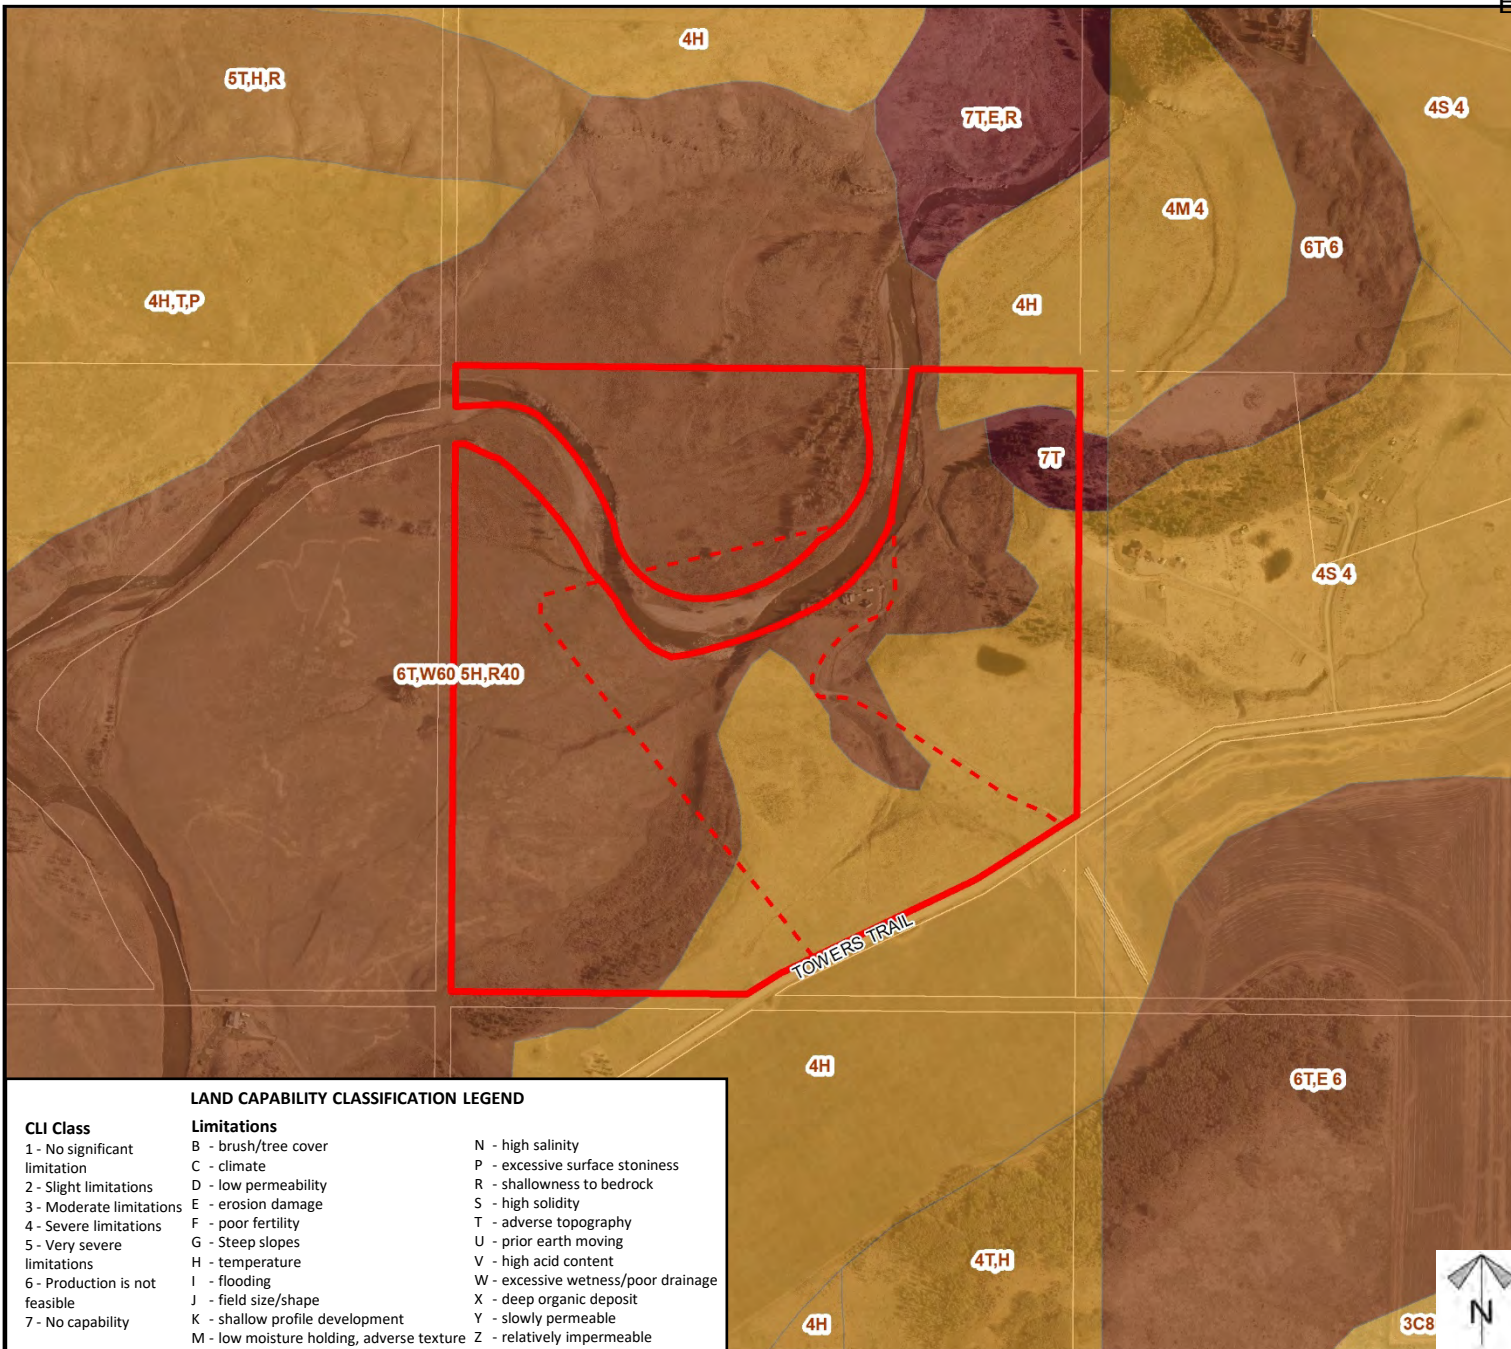 4H
5T,H,R
7T,E,R
4S 4
4M 4
6T 6
4H,T,P
4H
7T
4S 4
6T,W60 5H,R40
TOWERS TRAIL
4H
6T,E 6
4T,H
4H
3C8
N
LAND CAPABILITY CLASSIFICATION LEGEND
CLI Class
1 - No significant
limitation
2 - Slight limitations
3 - Moderate limitations
4 - Severe limitations
5 - Very severe
limitations
6 - Production is not
feasible
7 - No capability
Limitations
B - brush/tree cover
C - climate
D - low permeability
E - erosion damage
F - poor fertility
G - Steep slopes
H - temperature
I - flooding
J - field size/shape
K - shallow profile development
M - low moisture holding, adverse texture
N - high salinity
P - excessive surface stoniness
R - shallowness to bedrock
S - high solidity
T - adverse topography
U - prior earth moving
V - high acid content
W - excessive wetness/poor drainage
X - deep organic deposit
Y - slowly permeable
Z - relatively impermeable